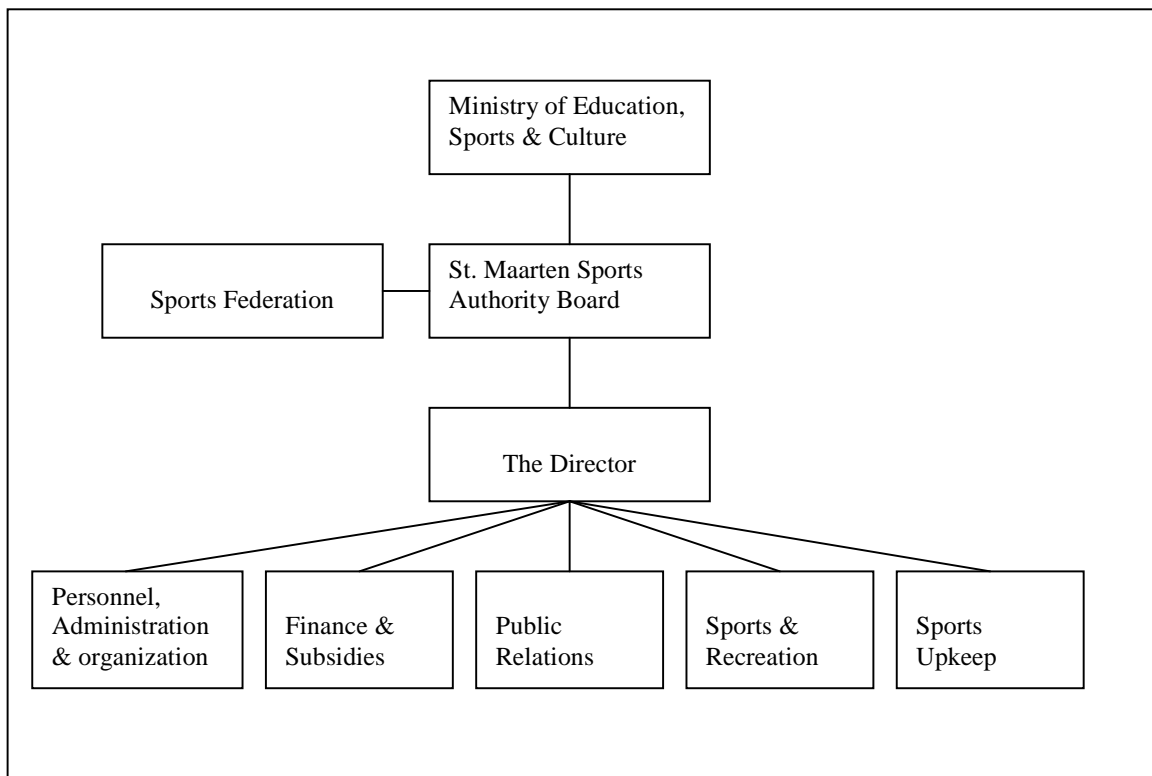 Ministry of Education,
Sports & Culture
Sports Federation
St. Maarten Sports
Authority Board
The Director
Personnel,
Administration
& organization
Finance &
Subsidies
Public
Relations
Sports &
Recreation
Sports
Upkeep